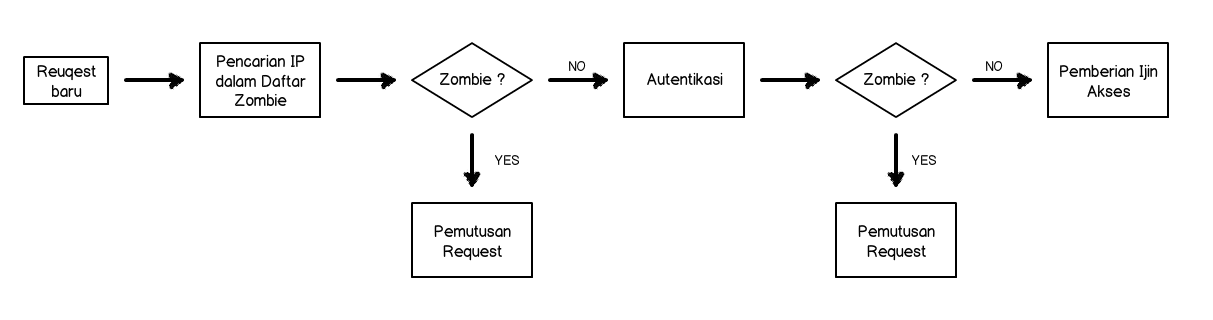 Reuqest
baru
Pencarian IP
dalam Daftar
Zombie
Zombie ?
NO
Autentikasi
Zombie ?
NO
Pemberian Ijin
Akses
YES
Pemutusan
Request
YES
Pemutusan
Request